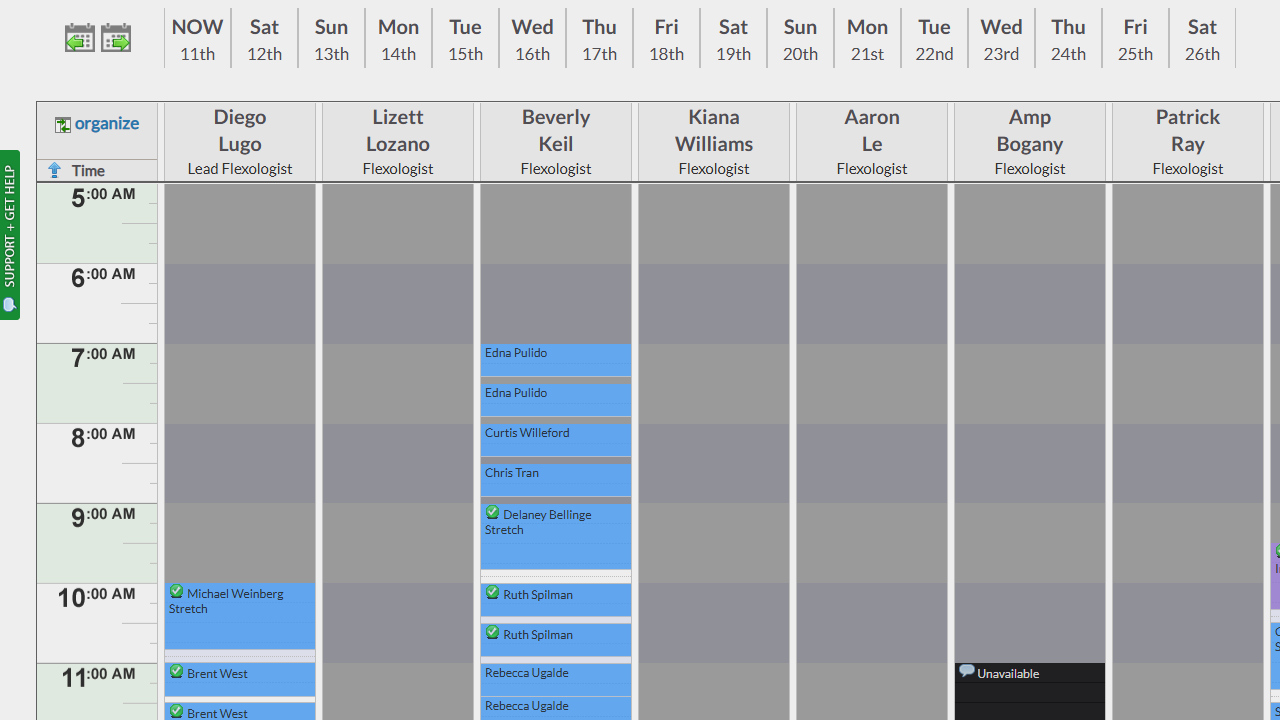 NOW Sat Sun Mon Tue Wed Thu Fri Sat Sun Mon Tue Wed Thu Fri Sat
11th 12th 13th 14th 15th 16th 17th 18th 19th 20th 21st 22nd 23rd 24th 25th 26th
organize
Time
Diego
Lugo
Lead Flexologist
Lizett
Lozano
Flexologist
Beverly
Keil
Flexologist
Kiana
Williams
Flexologist
Aaron
Le
Flexologist
Amp
Bogany
Flexologist
Patrick
Ray
Flexologist
SUPPORT + GET HELP
5:00 AM
6:00 AM
7:00 AM
Edna Pulido
Edna Pulido
8:00 AM
Curtis Willeford
Chris Tran
9:00 AM
Delaney Bellinge
Stretch
10:00 AM
Michael Weinberg
Stretch
Ruth Spilman
Ruth Spilman
11:00 AM
Brent West
Rebecca Ugalde
Unavailable
Brent West
Rebecca Ugalde